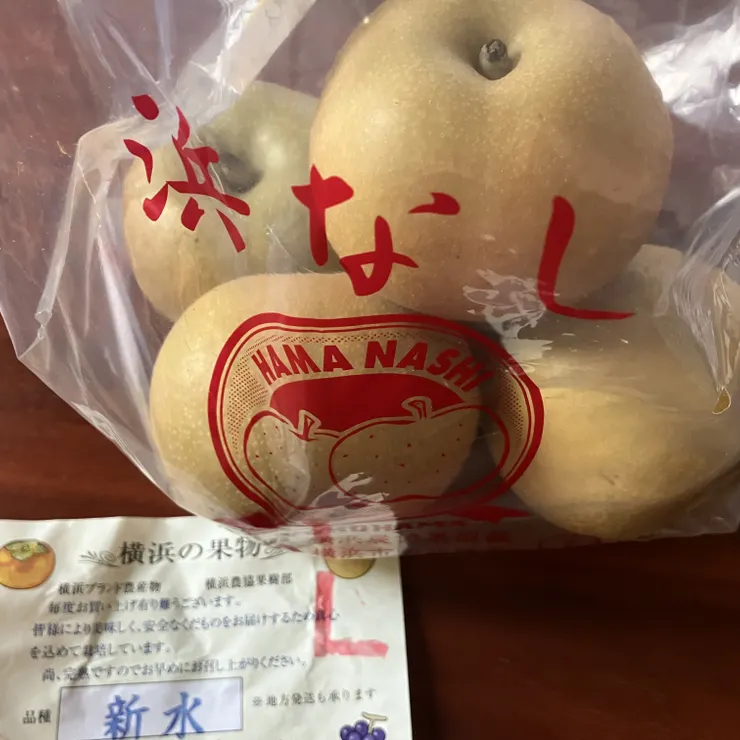 浜なし
HAMA NASHI
横浜の果物
横浜ブランド農産物 横浜農協果樹部
毎度お買い上げ有り難うございます。
皆様により美味しく、安全なくだものをお届けするため真心
を込めて栽培しています。
尚、完熟ですのでお早めにお召し上がりください。
L
※地方発送も承ります
品種 新水